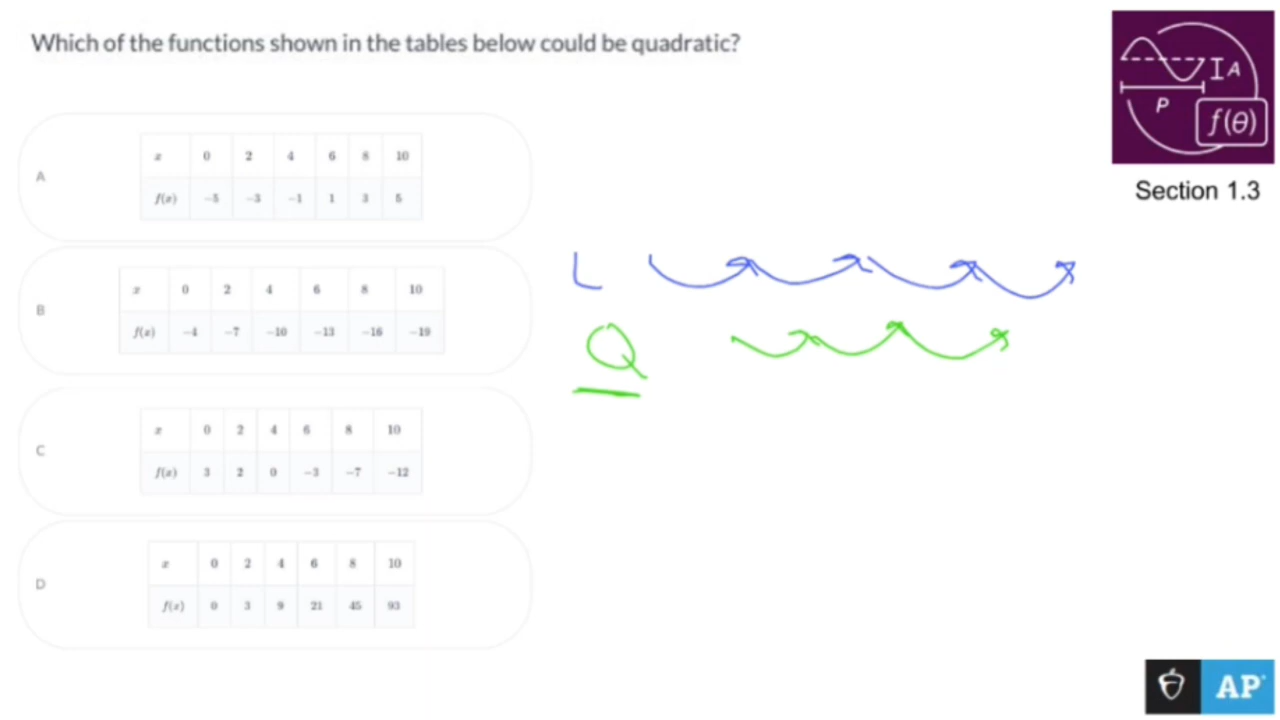 Which of the functions shown in the tables below could be quadratic?
I A
P
f(θ)
Section 1.3
A
x 0 2 4 6 8 10
f(x) -5 -3 -1 1 3 5
B
x 0 2 4 6 8 10
f(x) -4 -7 -10 -13 -16 -19
C
x 0 2 4 6 8 10
f(x) 3 2 0 -3 -7 -12
D
x 0 2 4 6 8 10
f(x) 0 3 9 21 45 93
L
Q
AP